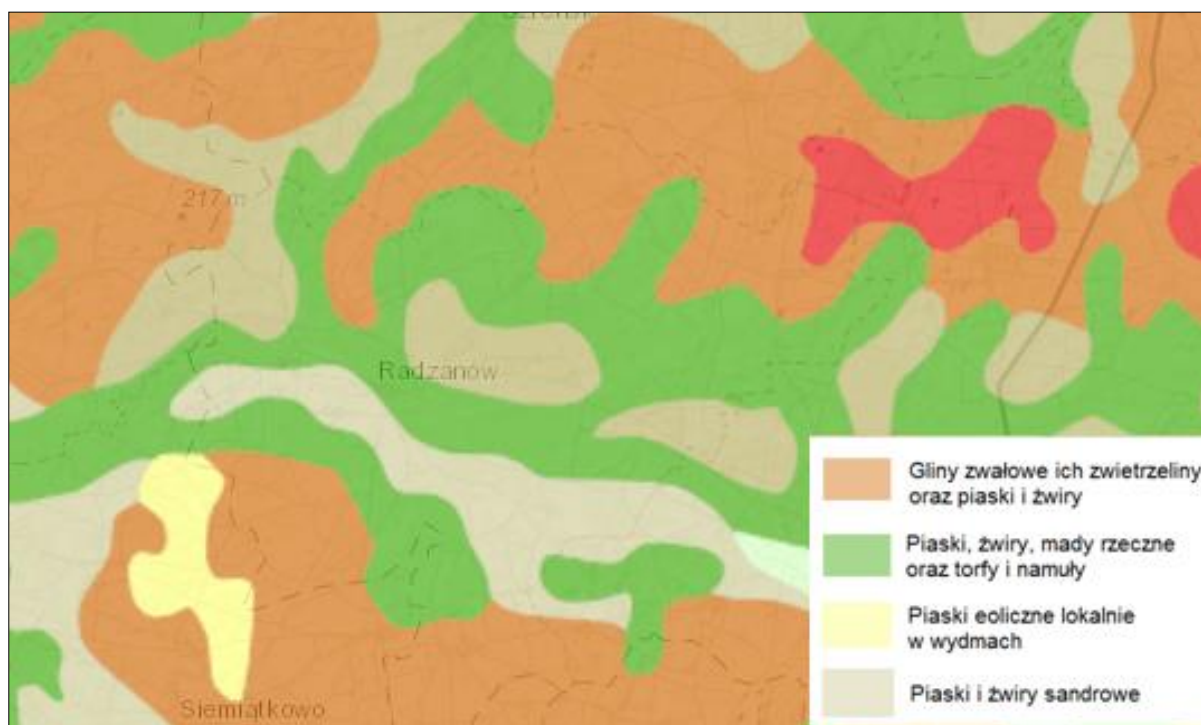 217 m
Radzanów
Siemiątkowo
Gliny zwałowe ich zwietrzeliny
oraz piaski i żwiry
Piaski, żwiry, mady rzeczne
oraz torfy i namuły
Piaski eoliczne lokalnie
w wydmach
Piaski i żwiry sandrowe